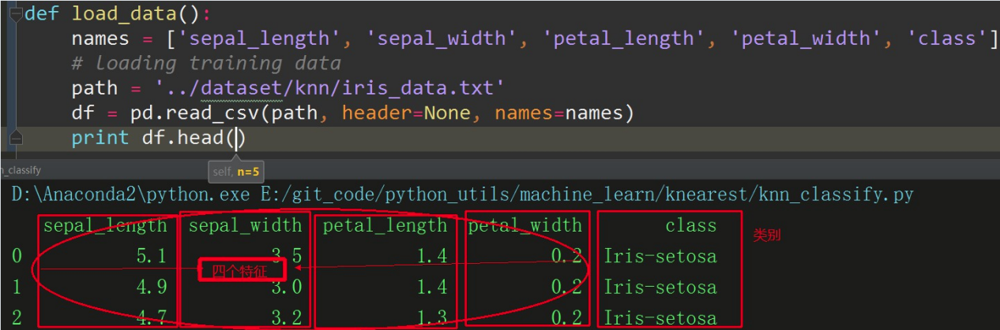 def load_data():
names = ['sepal_length', 'sepal_width', 'petal_length', 'petal_width', 'class']
# loading training data
path = '../dataset/knn/iris_data.txt'
df = pd.read_csv(path, header=None, names=names)
print df.head()
n_classify
self, n=5
D:\Anaconda2\python.exe E:/git_code/python_utils/machine_learn/knearest/knn_classify.py
sepal_length sepal_width petal_length petal_width class
类别
0 5.1 3.5 1.4 0.2 Iris-setosa
四个特征
1 4.9 3.0 1.4 0.2 Iris-setosa
2 4.7 3.2 1.3 0.2 Iris-setosa